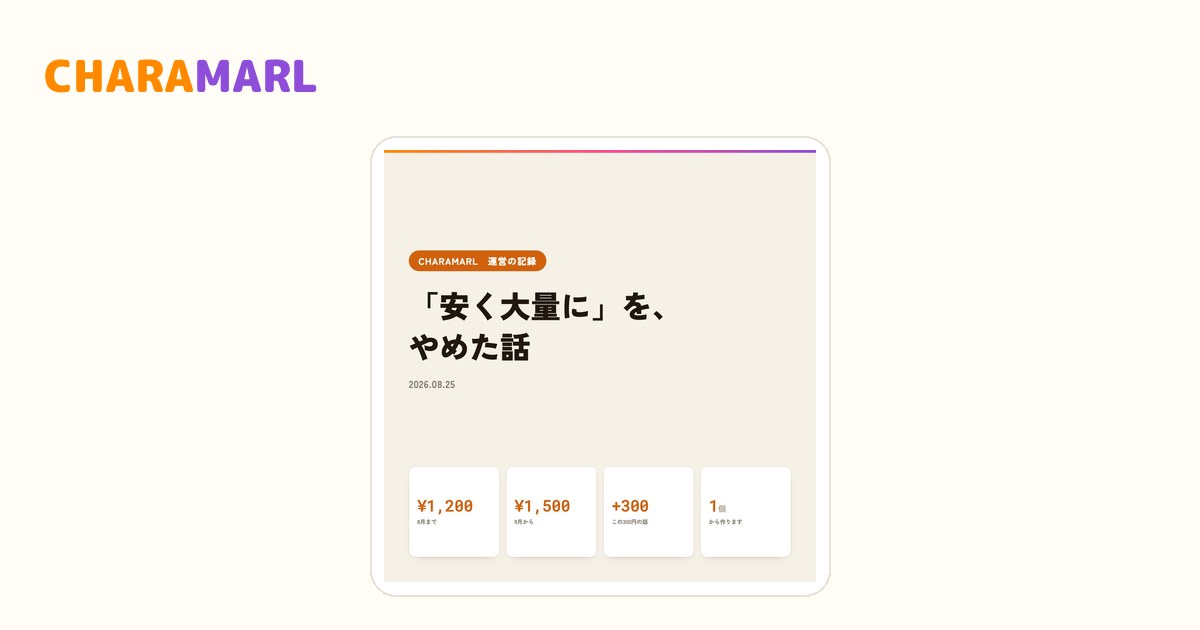 CHARAMARL
CHARAMARL 運営の記録
「安く大量に」を、
やめた話
2026.08.25
¥1,200
8月まで
¥1,500
9月から
+300
この300円の話
1個
から作ります